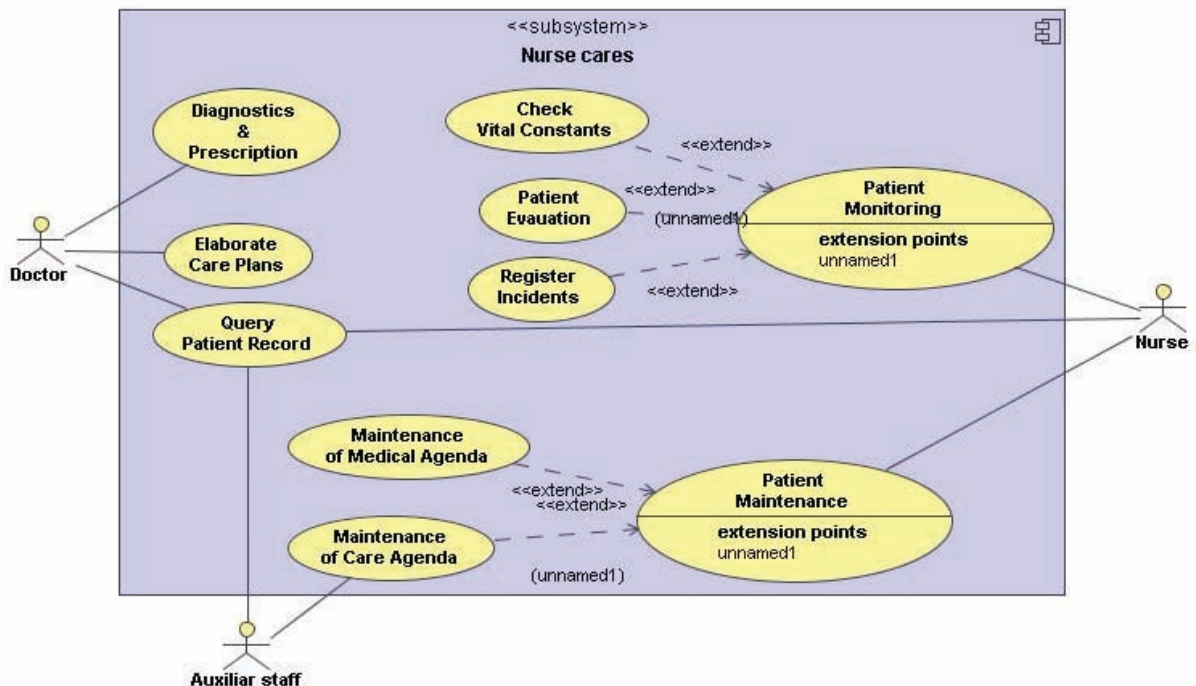 <<subsystem>>
Nurse cares
Diagnostics
&
Prescription
Check
Vital Constants
<<extend>>
Patient
Evauation
<<extend>>
(unnamed1)
Patient
Monitoring
extension points
unnamed1
Doctor
Elaborate
Care Plans
Register
Incidents
<<extend>>
Query
Patient Record
Nurse
Maintenance
of Medical Agenda
<<extend>>
<<extend>>
Patient
Maintenance
extension points
unnamed1
Maintenance
of Care Agenda
(unnamed1)
Auxiliar staff